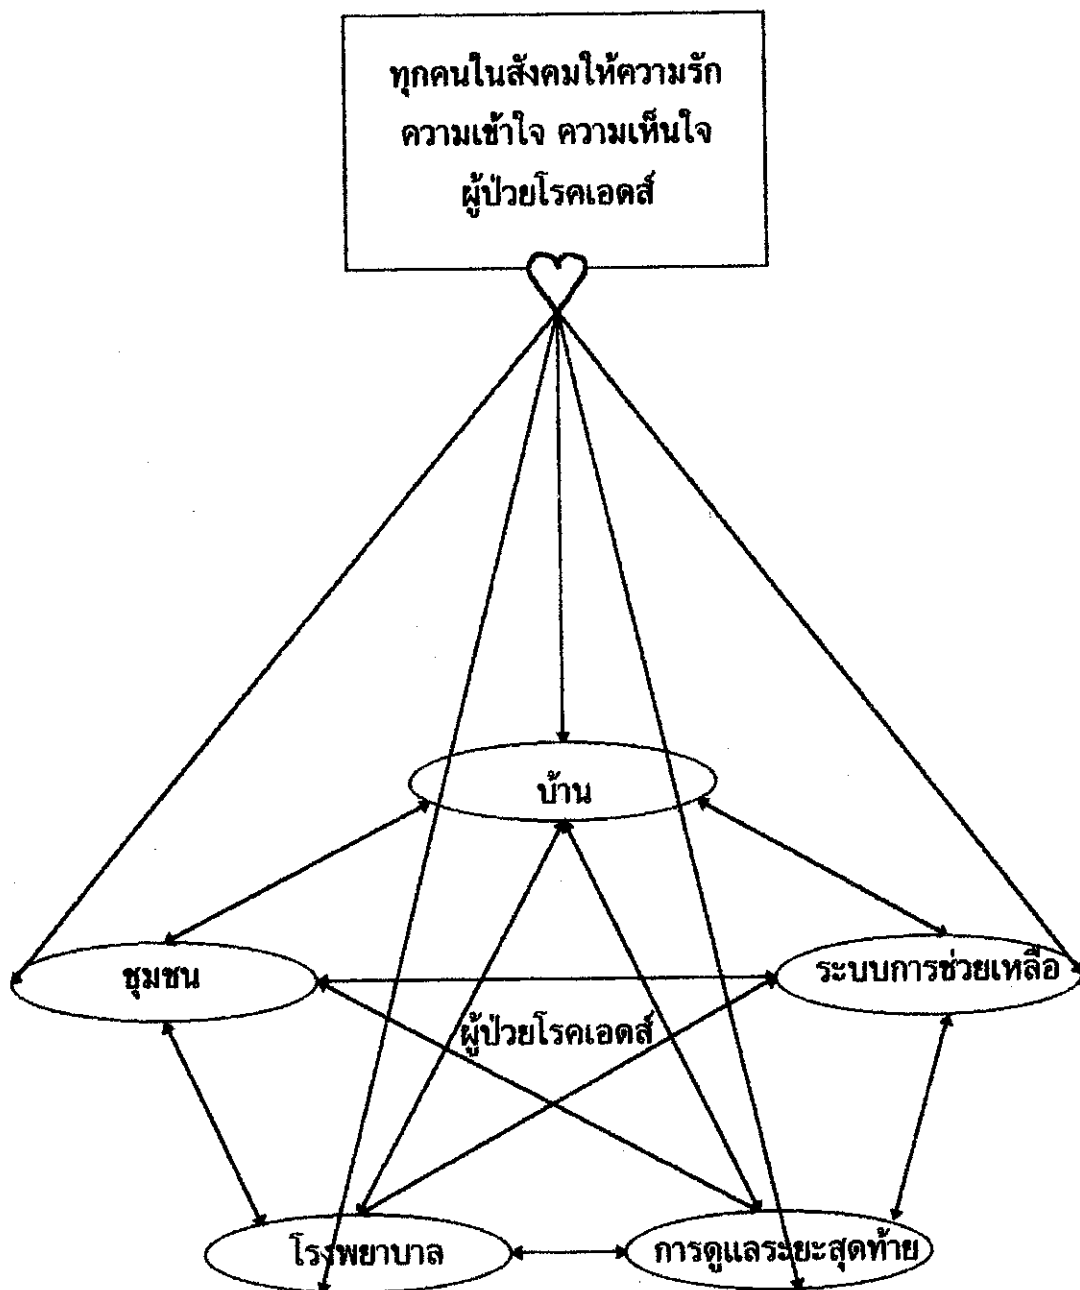 ทุกคนในสังคมให้ความรัก
ความเข้าใจ ความเห็นใจ
ผู้ป่วยโรคเอดส์
บ้าน
ชุมชน
ระบบการช่วยเหลือ
ผู้ป่วยโรคเอดส์
โรงพยาบาล
การดูแลระยะสุดท้าย